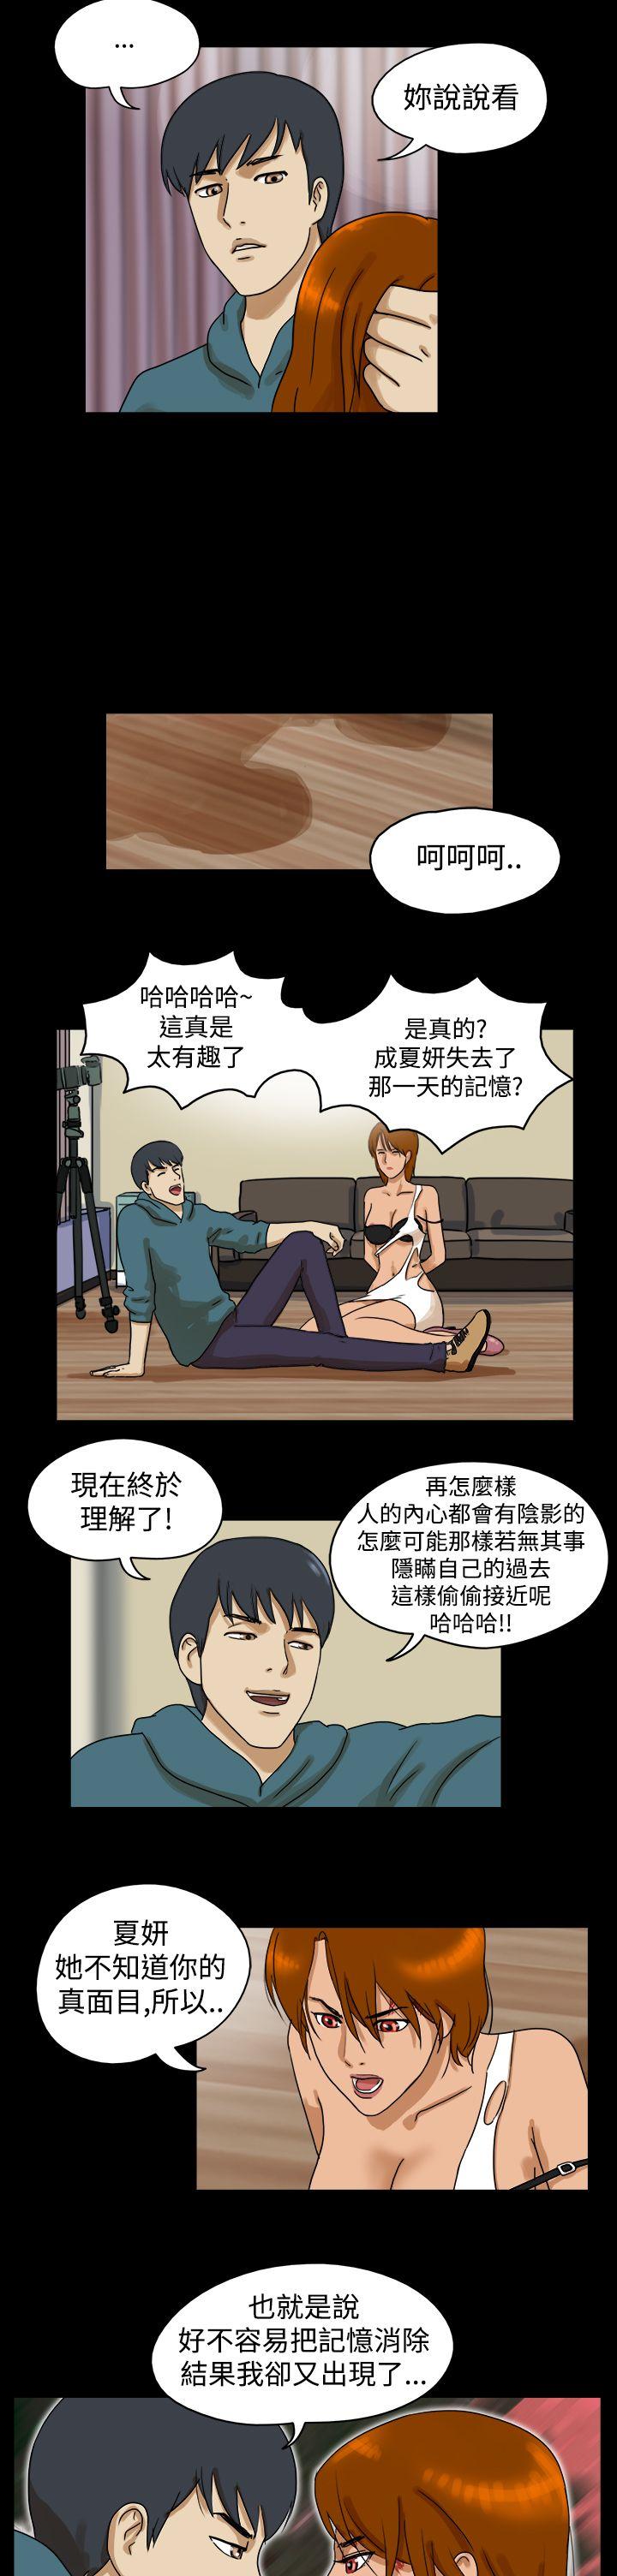 ...
妳說說看
呵呵呵..
哈哈哈哈~
這真是
太有趣了
是真的?
成夏妍失去了
那一天的記憶?
現在終於
理解了!
再怎麼樣
人的內心都會有陰影的
怎麼可能那樣若無其事
隱瞞自己的過去
這樣偷偷接近呢
哈哈哈!!
夏妍
她不知道你的
真面目,所以..
也就是說
好不容易把記憶消除
結果我卻又出現了...